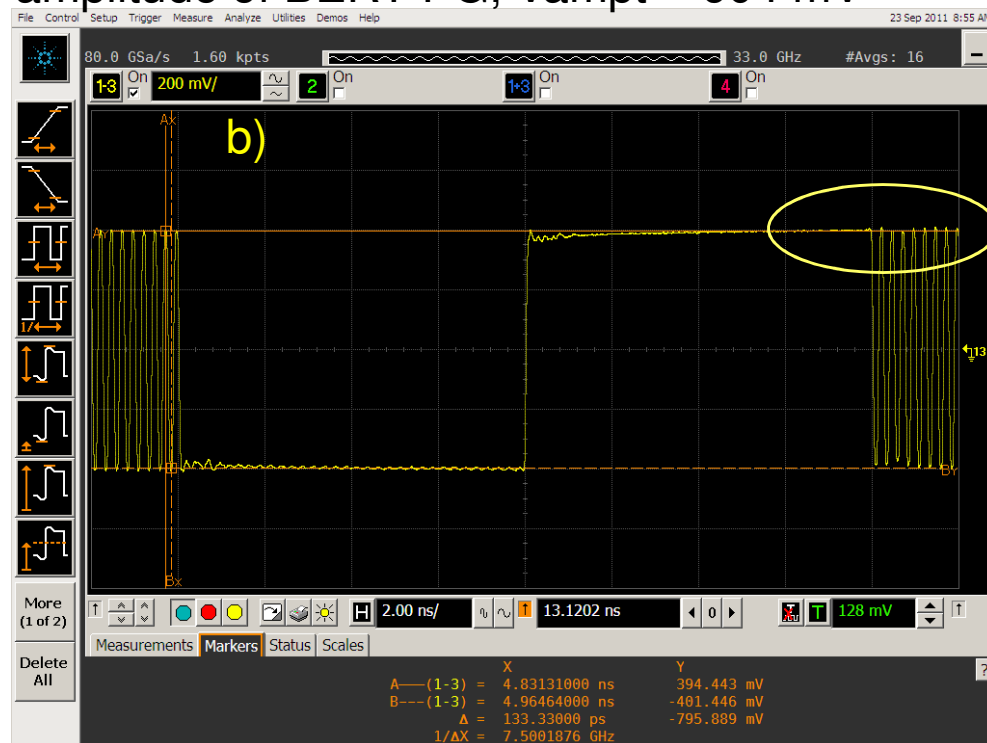 File Control Setup Trigger Measure Analyze Utilities Demos Help 23 Sep 2011 8:55 AM
80.0 GSa/s 1.60 kpts 33.0 GHz #Avgs: 16
1-3 On 200 mV/ 2 On 1+3 On 4 On
b)
Ax
Ay
13
By
Bx
More
(1 of 2)
H 2.00 ns/ 13.1202 ns 0 T 128 mV
Measurements Markers Status Scales
Delete
All
X Y
A——(1-3) = 4.83131000 ns 394.443 mV
B---(1-3) = 4.96464000 ns -401.446 mV
Δ = 133.33000 ps -795.889 mV
1/ΔX = 7.5001876 GHz
?
1/